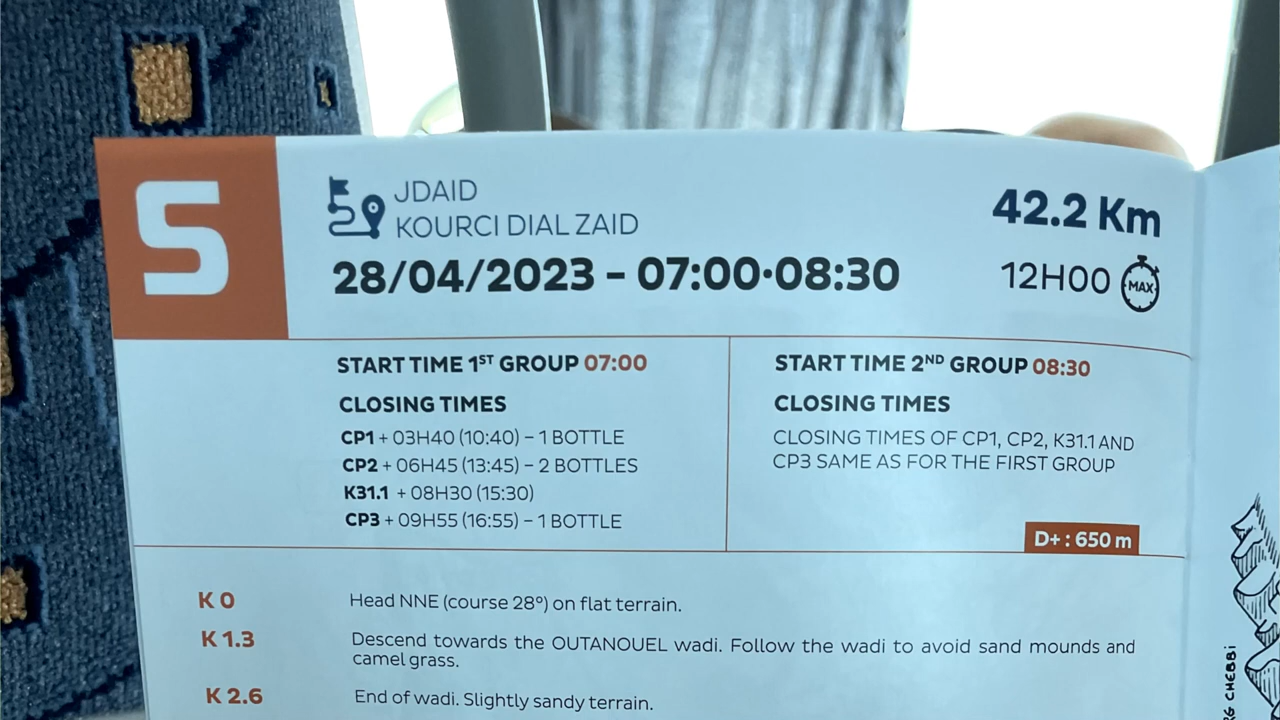 5
JDAID
KOURCI DIAL ZAID
42.2 Km
28/04/2023 – 07:00•08:30
12H00 MAX
START TIME 1ST GROUP 07:00
CLOSING TIMES
CP1 + 03H40 (10:40) – 1 BOTTLE
CP2 + 06H45 (13:45) – 2 BOTTLES
K31.1 + 08H30 (15:30)
CP3 + 09H55 (16:55) – 1 BOTTLE
START TIME 2ND GROUP 08:30
CLOSING TIMES
CLOSING TIMES OF CP1, CP2, K31.1 AND
CP3 SAME AS FOR THE FIRST GROUP
D+ : 650 m
K 0 Head NNE (course 28°) on flat terrain.
K 1.3 Descend towards the OUTANOUEL wadi. Follow the wadi to avoid sand mounds and
camel grass.
K 2.6 End of wadi. Slightly sandy terrain.
CHEBBi